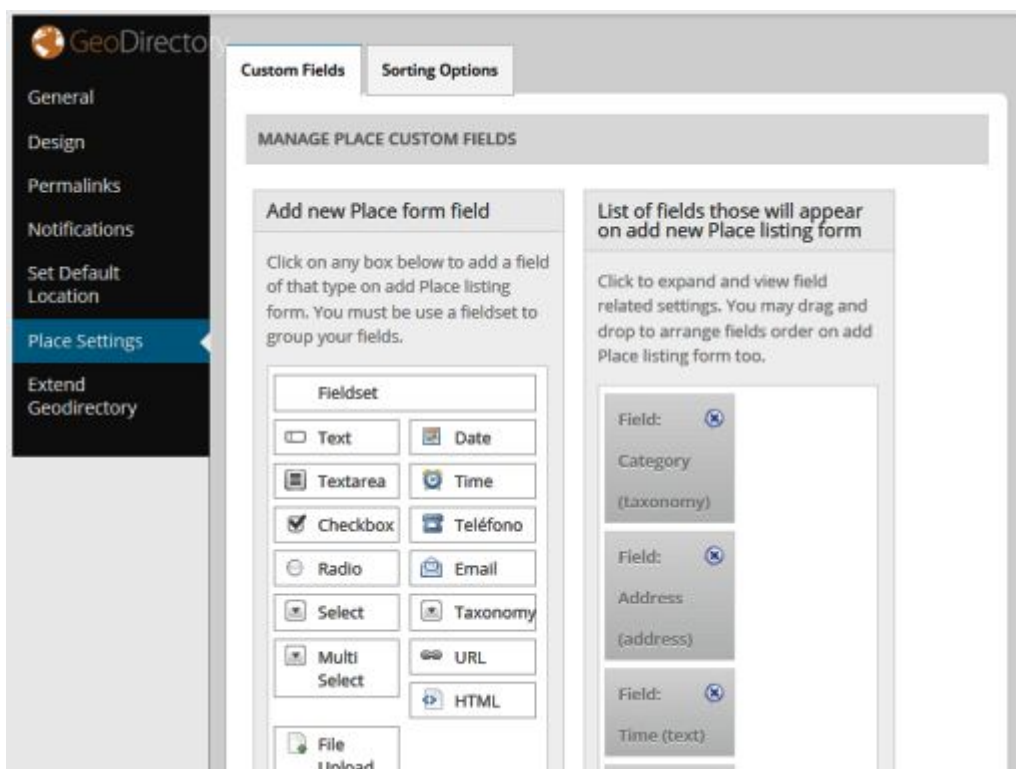 GeoDirectory
General
Design
Permalinks
Notifications
Set Default
Location
Place Settings
Extend
Geodirectory
Custom Fields
Sorting Options
MANAGE PLACE CUSTOM FIELDS
Add new Place form field
Click on any box below to add a field
of that type on add Place listing
form. You must be use a fieldset to
group your fields.
Fieldset
Text
Date
Textarea
Time
Checkbox
Teléfono
Radio
Email
Select
Taxonomy
Multi
Select
URL
HTML
File
Upload
List of fields those will appear
on add new Place listing form
Click to expand and view field
related settings. You may drag and
drop to arrange fields order on add
Place listing form too.
Field:
Category
(taxonomy)
Field:
Address
(address)
Field:
Time (text)